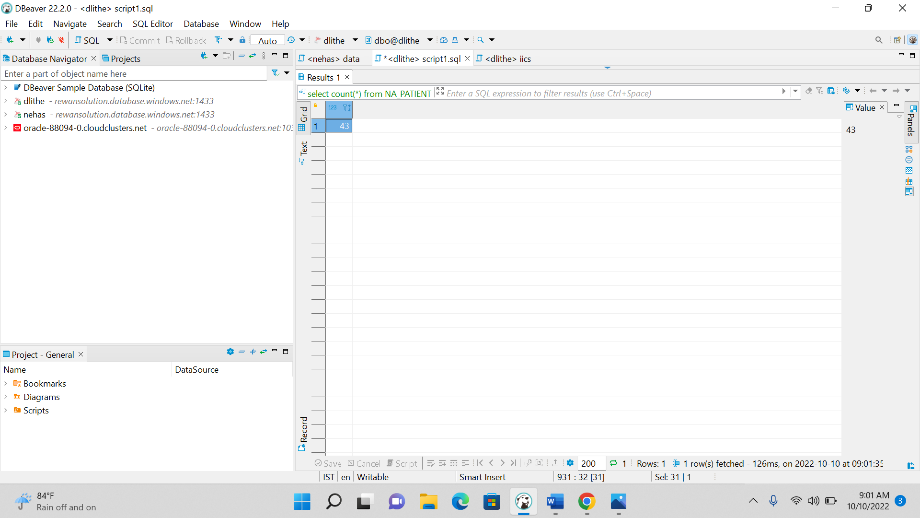 DBeaver 22.2.0 - <dlithe> script1.sql
File Edit Navigate Search SQL Editor Database Window Help
SQL Commit Rollback Auto dlithe dbo@dlithe
Database Navigator Projects
Enter a part of object name here
DBeaver Sample Database (SQLite)
dlithe - rewansolution.database.windows.net:1433
nehas - rewansolution.database.windows.net:1433
oracle-88094-0.cloudclusters.net - oracle-88094-0.cloudclusters.net:103
<nehas> data *<dlithe> script1.sql <dlithe> iics
Results 1
select count(*) from NA_PATIENT Enter a SQL expression to filter results (use Ctrl+Space)
Grid
1 43
Text
Record
Value
43
Panels
Project - General
Name DataSource
Bookmarks
Diagrams
Scripts
Save Cancel Script 200 1 Rows: 1 1 row(s) fetched - 126ms, on 2022-10-10 at 09:01:35
IST en Writable Smart Insert 931 : 32 [31] Sel: 31 | 1
84°F
Rain off and on
9:01 AM
10/10/2022
3